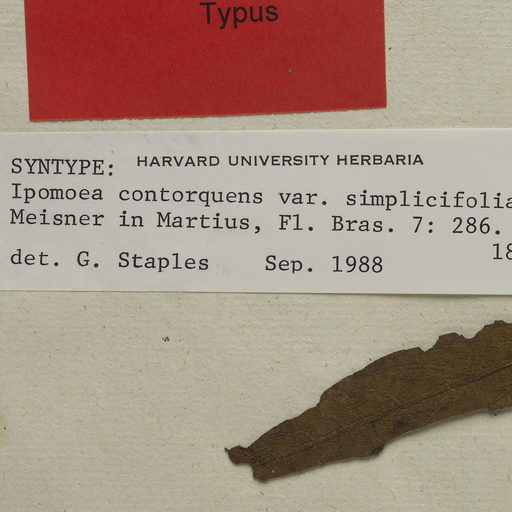 Typus
SYNTYPE: HARVARD UNIVERSITY HERBARIA
Ipomoea contorquens var. simplicifolia
Meisner in Martius, Fl. Bras. 7: 286.
18
det. G. Staples Sep. 1988